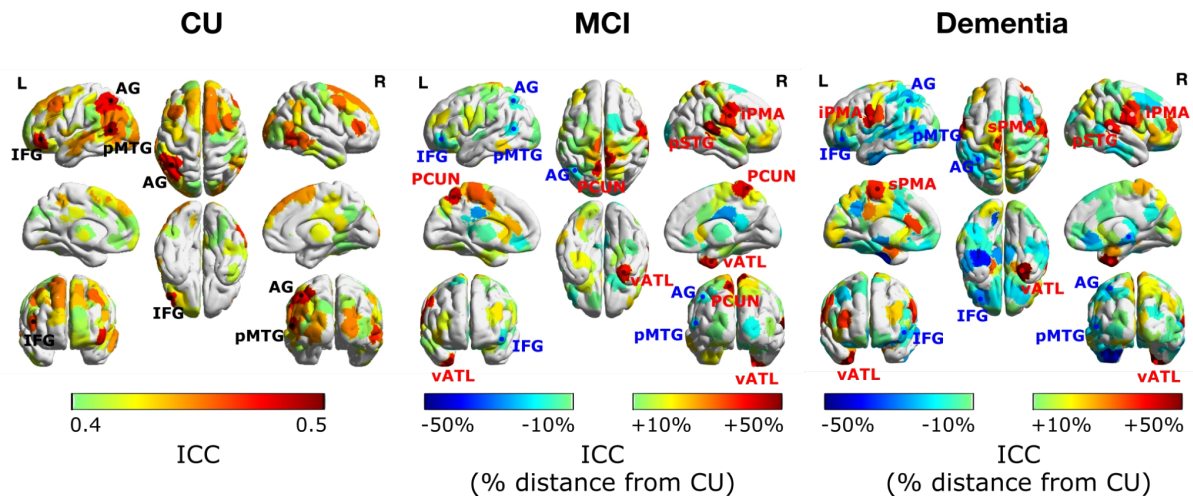 CU
MCI
Dementia
L
AG
R
IFG
pMTG
AG
IFG
AG
IFG
pMTG
0.4
0.5
ICC
L
AG
R
iPMA
IFG
pMTG
pSTG
AG
PCUN
PCUN
PCUN
vATL
vATL
AG
PCUN
pMTG
IFG
vATL
vATL
-50%
-10%
+10%
+50%
ICC
(% distance from CU)
L
AG
R
iPMA
sPMA
iPMA
IFG
pMTG
pSTG
AG
sPMA
vATL
IFG
AG
IFG
pMTG
vATL
vATL
-50%
-10%
+10%
+50%
ICC
(% distance from CU)